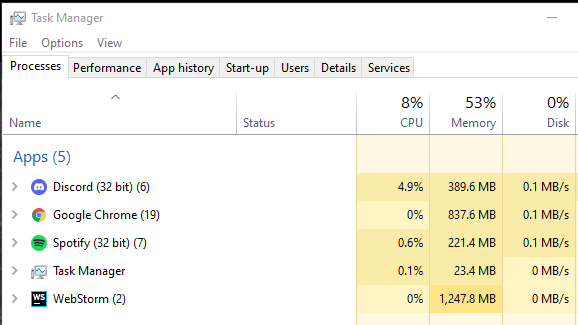 Task Manager
File Options View
Processes Performance App history Start-up Users Details Services
8% 53% 0%
Name Status CPU Memory Disk
Apps (5)
Discord (32 bit) (6) 4.9% 389.6 MB 0.1 MB/s
Google Chrome (19) 0% 837.6 MB 0.1 MB/s
Spotify (32 bit) (7) 0.6% 221.4 MB 0.1 MB/s
Task Manager 0.1% 23.4 MB 0 MB/s
WS WebStorm (2) 0% 1,247.8 MB 0 MB/s